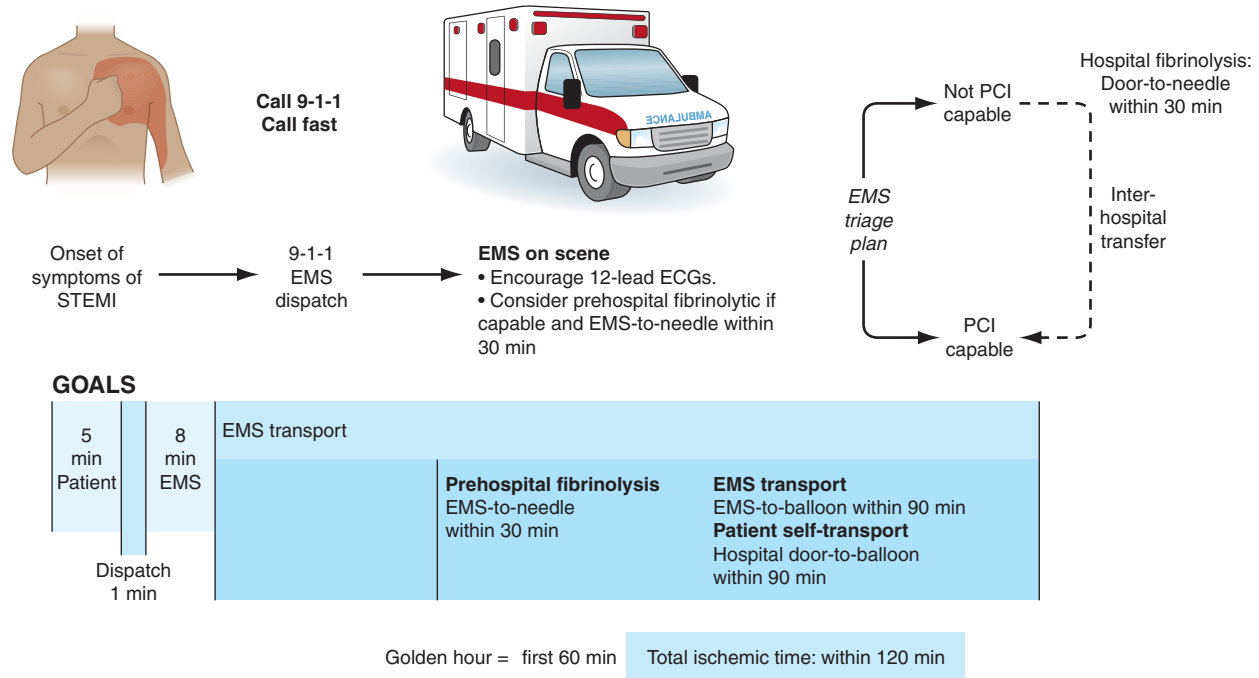 Call 9-1-1
Call fast
AMBULANCE
Onset of
symptoms of
STEMI
9-1-1
EMS
dispatch
EMS on scene
• Encourage 12-lead ECGs.
• Consider prehospital fibrinolytic if
capable and EMS-to-needle within
30 min
EMS
triage
plan
Not PCI
capable
Hospital fibrinolysis:
Door-to-needle
within 30 min
Inter-
hospital
transfer
PCI
capable
GOALS
5
min
Patient
Dispatch
1 min
8
min
EMS
EMS transport
Prehospital fibrinolysis
EMS-to-needle
within 30 min
EMS transport
EMS-to-balloon within 90 min
Patient self-transport
Hospital door-to-balloon
within 90 min
Golden hour = first 60 min
Total ischemic time: within 120 min